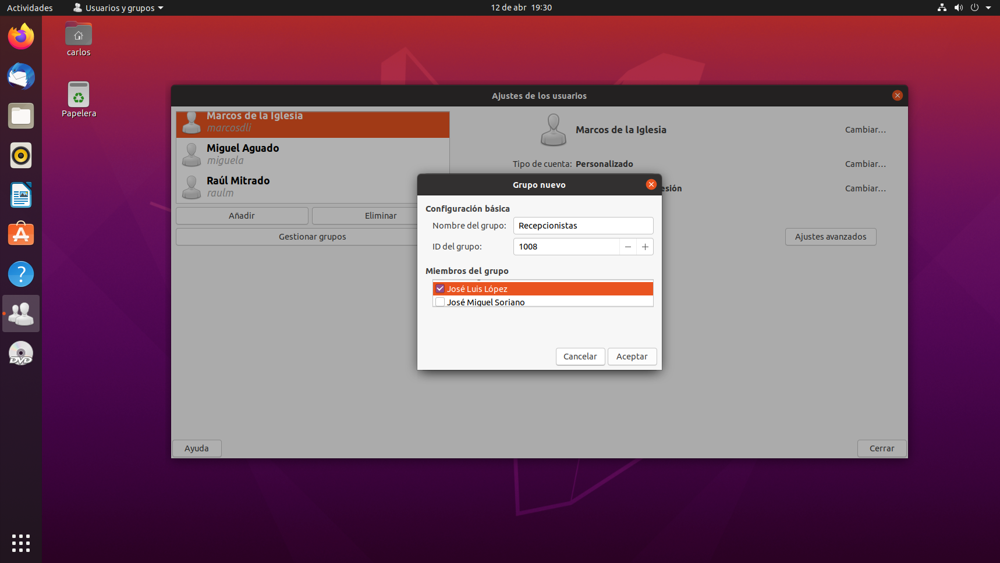 Actividades
Usuarios y grupos
12 de abr 19:30
carlos
Papelera
Ajustes de los usuarios
Marcos de la Iglesia
marcosdli
Miguel Aguado
miguela
Raúl Mitrado
raulm
Añadir
Eliminar
Gestionar grupos
Marcos de la Iglesia
Cambiar...
Tipo de cuenta: Personalizado
Cambiar...
esión
Cambiar...
Ajustes avanzados
Grupo nuevo
Configuración básica
Nombre del grupo: Recepcionistas
ID del grupo: 1008
Miembros del grupo
José Luis López
José Miguel Soriano
Cancelar
Aceptar
Ayuda
Cerrar
DVD